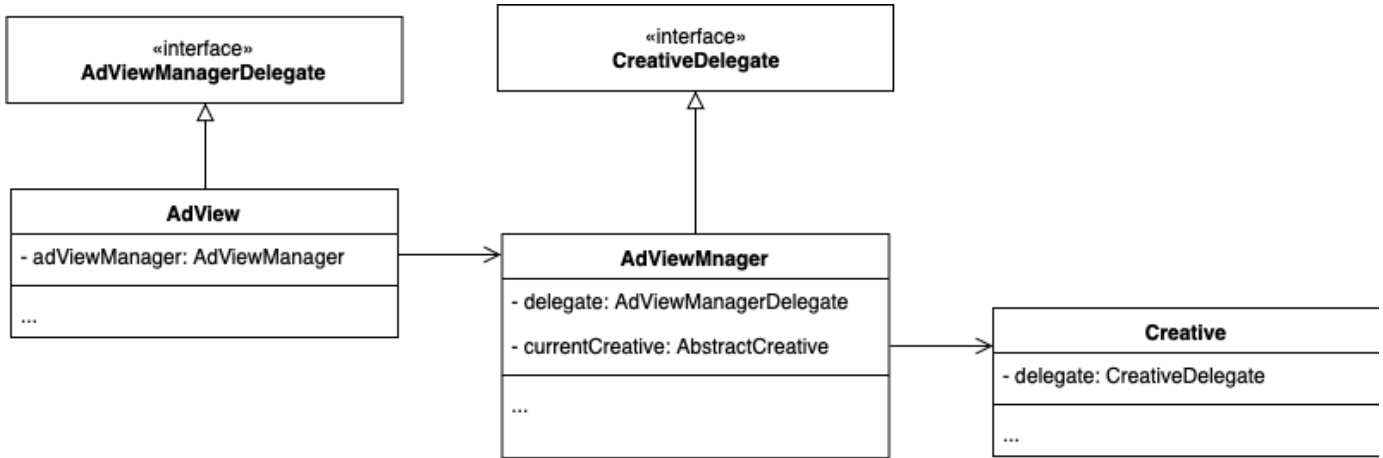 «interface»
AdViewManagerDelegate
«interface»
CreativeDelegate
AdView
- adViewManager: AdViewManager
...
AdViewMnager
- delegate: AdViewManagerDelegate
- currentCreative: AbstractCreative
...
Creative
- delegate: CreativeDelegate
...